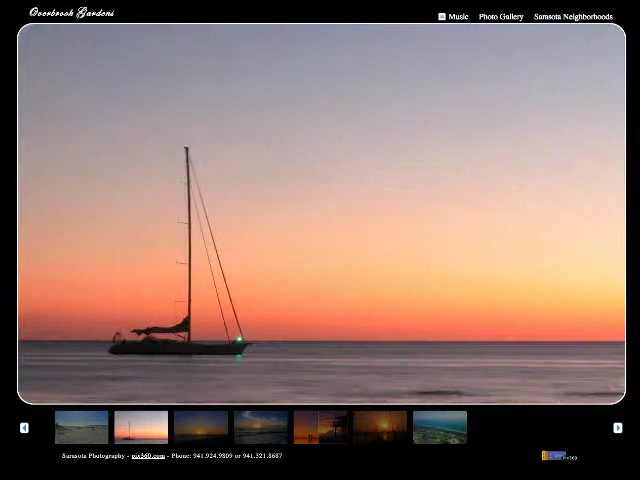 Overbrook Gardens
Music Photo Gallery Sarasota Neighborhoods
Sarasota Photography - pix360.com - Phone: 941.924.9809 or 941.321.8687
Pix360